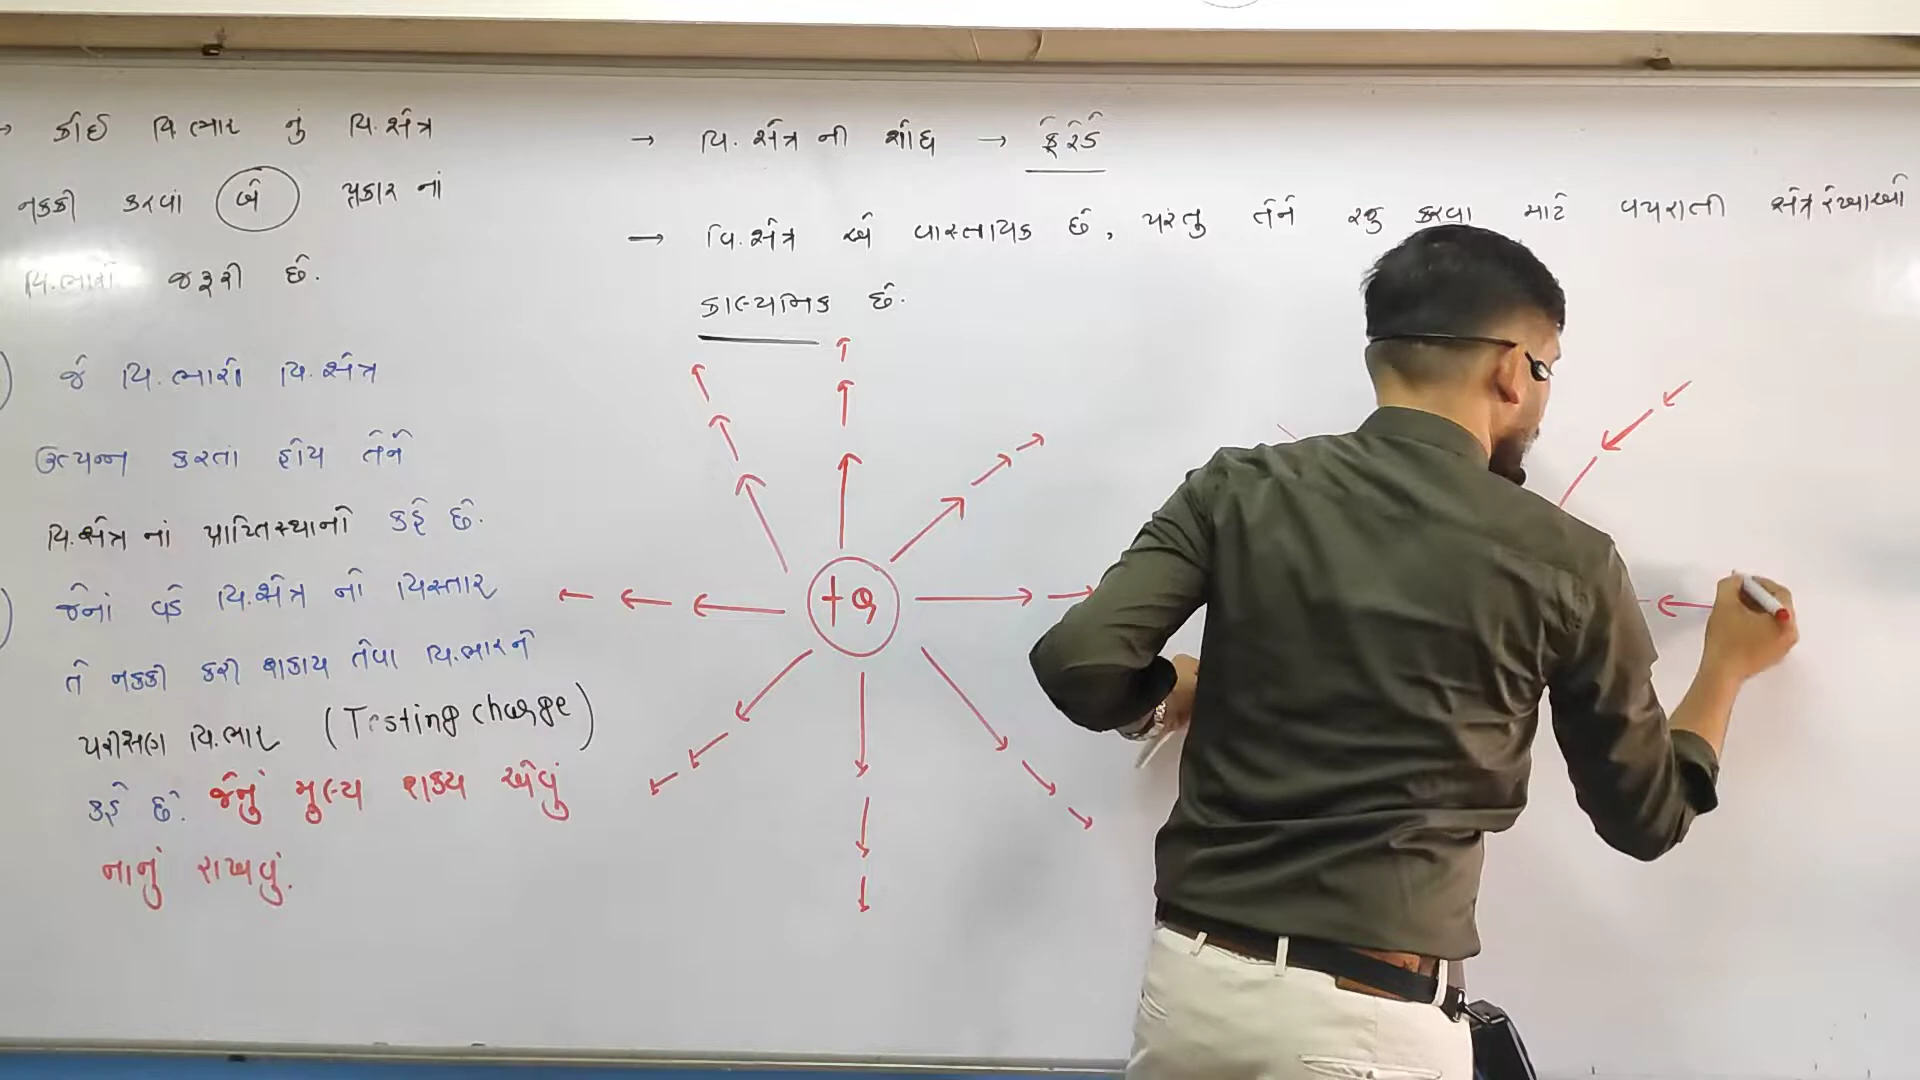 → કોઈ વિ.ભાર નું વિ.ક્ષેત્ર
નક્કી કરવાં બે પ્રકાર નાં
વિ.ભારો જરૂરી છે.
જે વિ.ભારો વિ.ક્ષેત્ર
ઉત્પન્ન કરતાં હોય તેને
વિ.ક્ષેત્ર નાં પ્રાપ્તિસ્થાનો કહે છે.
જેનાં વડે વિ.ક્ષેત્ર નો વિસ્તાર
તે નક્કી કરી શકાય તેવા વિ.ભારને
પરીક્ષણ વિ.ભાર (Testing charge)
કહે છે. જેનું મૂલ્ય શક્ય એવું
નાનું રાખવું.
→ વિ.ક્ષેત્ર ની શોધ → ફેરેડે
→ વિ.ક્ષેત્ર એ વાસ્તવિક છે, પરંતુ તેને રજુ કરવા માટે વપરાતી ક્ષેત્રરેખાઓ
કાલ્પનિક છે.
+Q